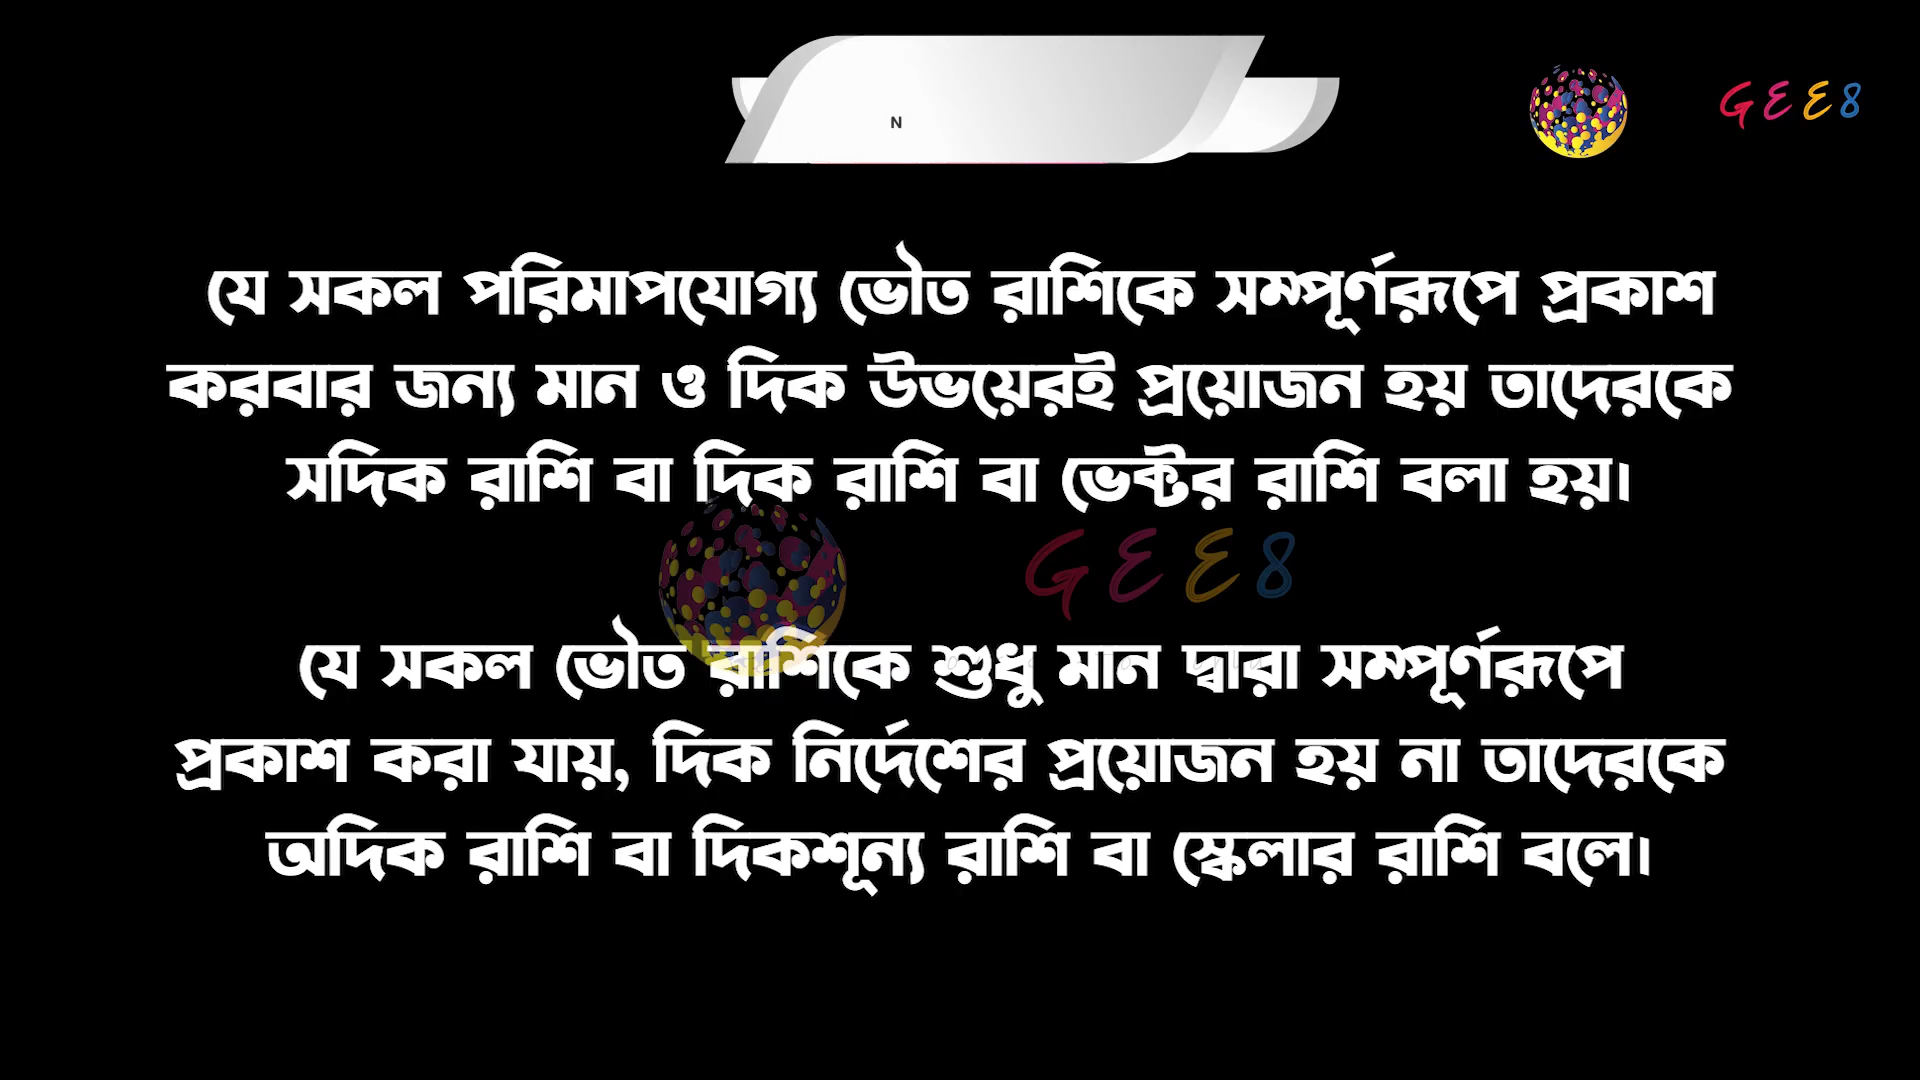 N
GEE8
যে সকল পরিমাপযোগ্য ভৌত রাশিকে সম্পূর্ণরূপে প্রকাশ
করবার জন্য মান ও দিক উভয়েরই প্রয়োজন হয় তাদেরকে
সদিক রাশি বা দিক রাশি বা ভেক্টর রাশি বলা হয়।
GEE8
যে সকল ভৌত রাশিকে শুধু মান দ্বারা সম্পূর্ণরূপে
প্রকাশ করা যায়, দিক নির্দেশের প্রয়োজন হয় না তাদেরকে
অদিক রাশি বা দিকশূন্য রাশি বা স্কেলার রাশি বলে।